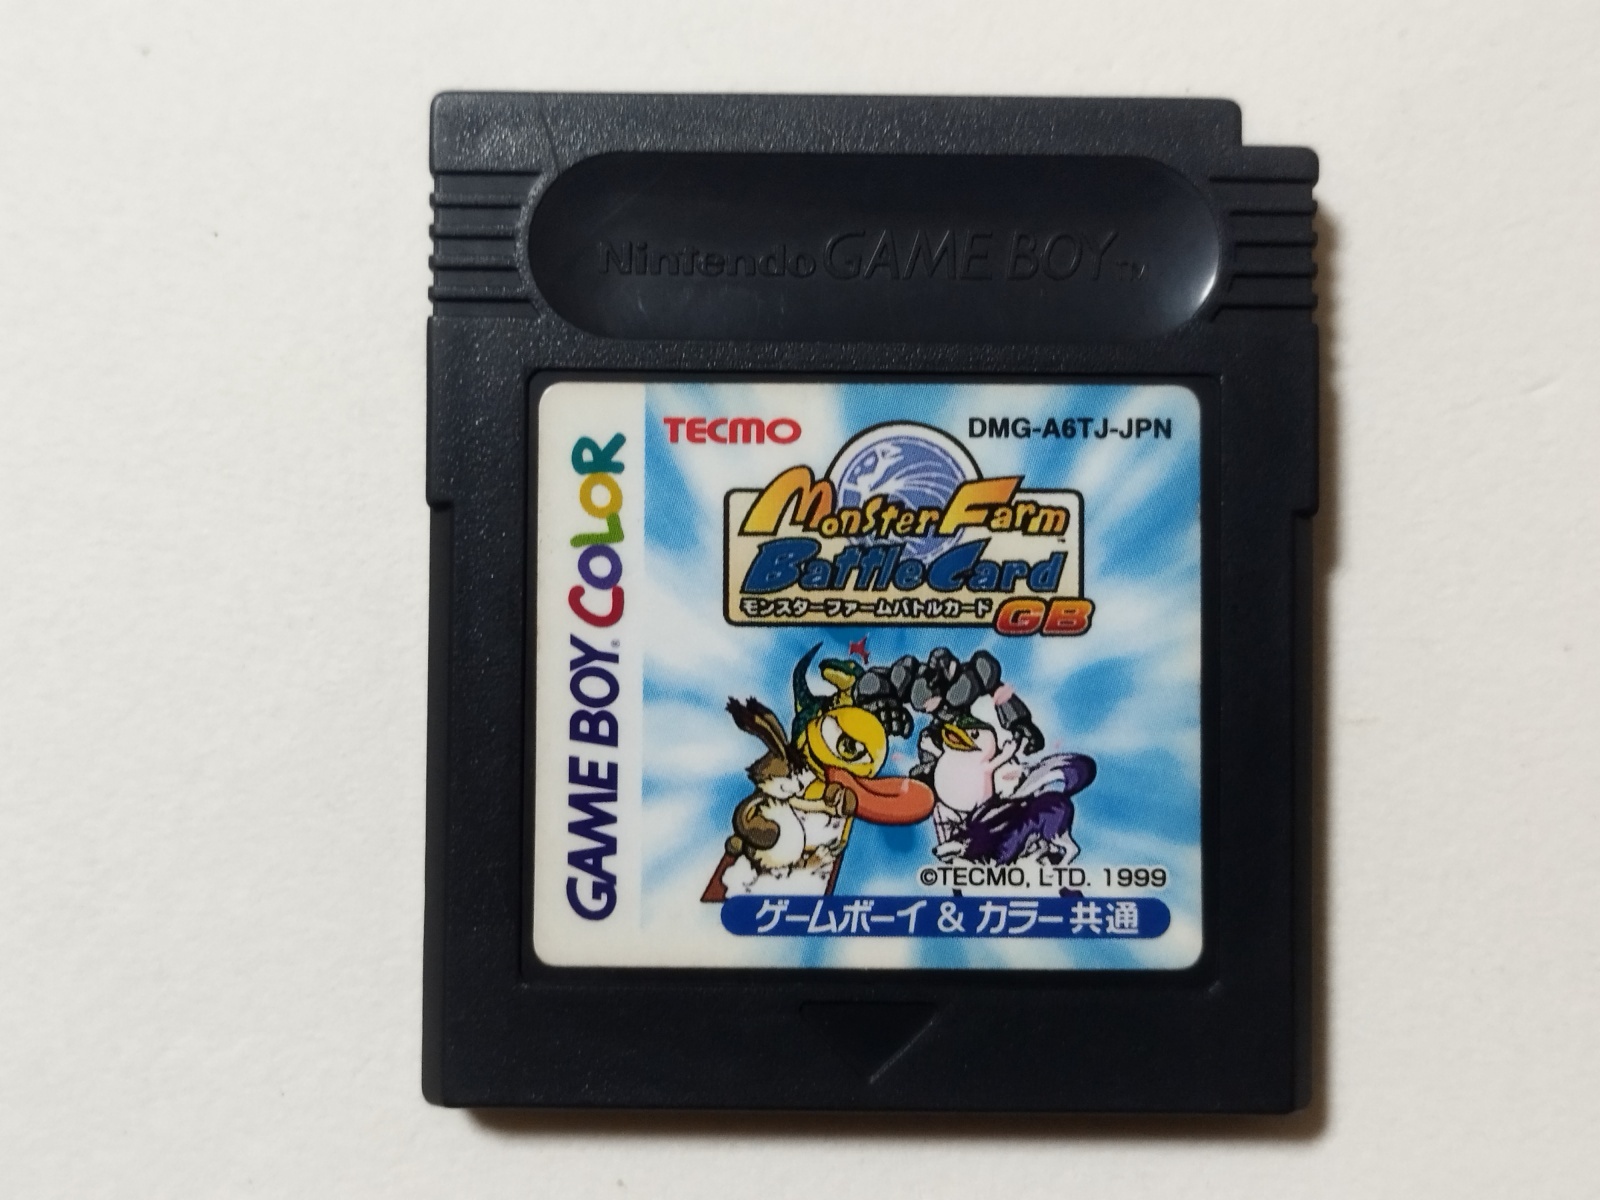 Nintendo GAME BOY TM
GAME BOY® COLOR
TECMO
DMG-A6TJ-JPN
Monster Farm
Battle Card
モンスターファームバトルカード GB
©TECMO, LTD. 1999
ゲームボーイ & カラー 共通